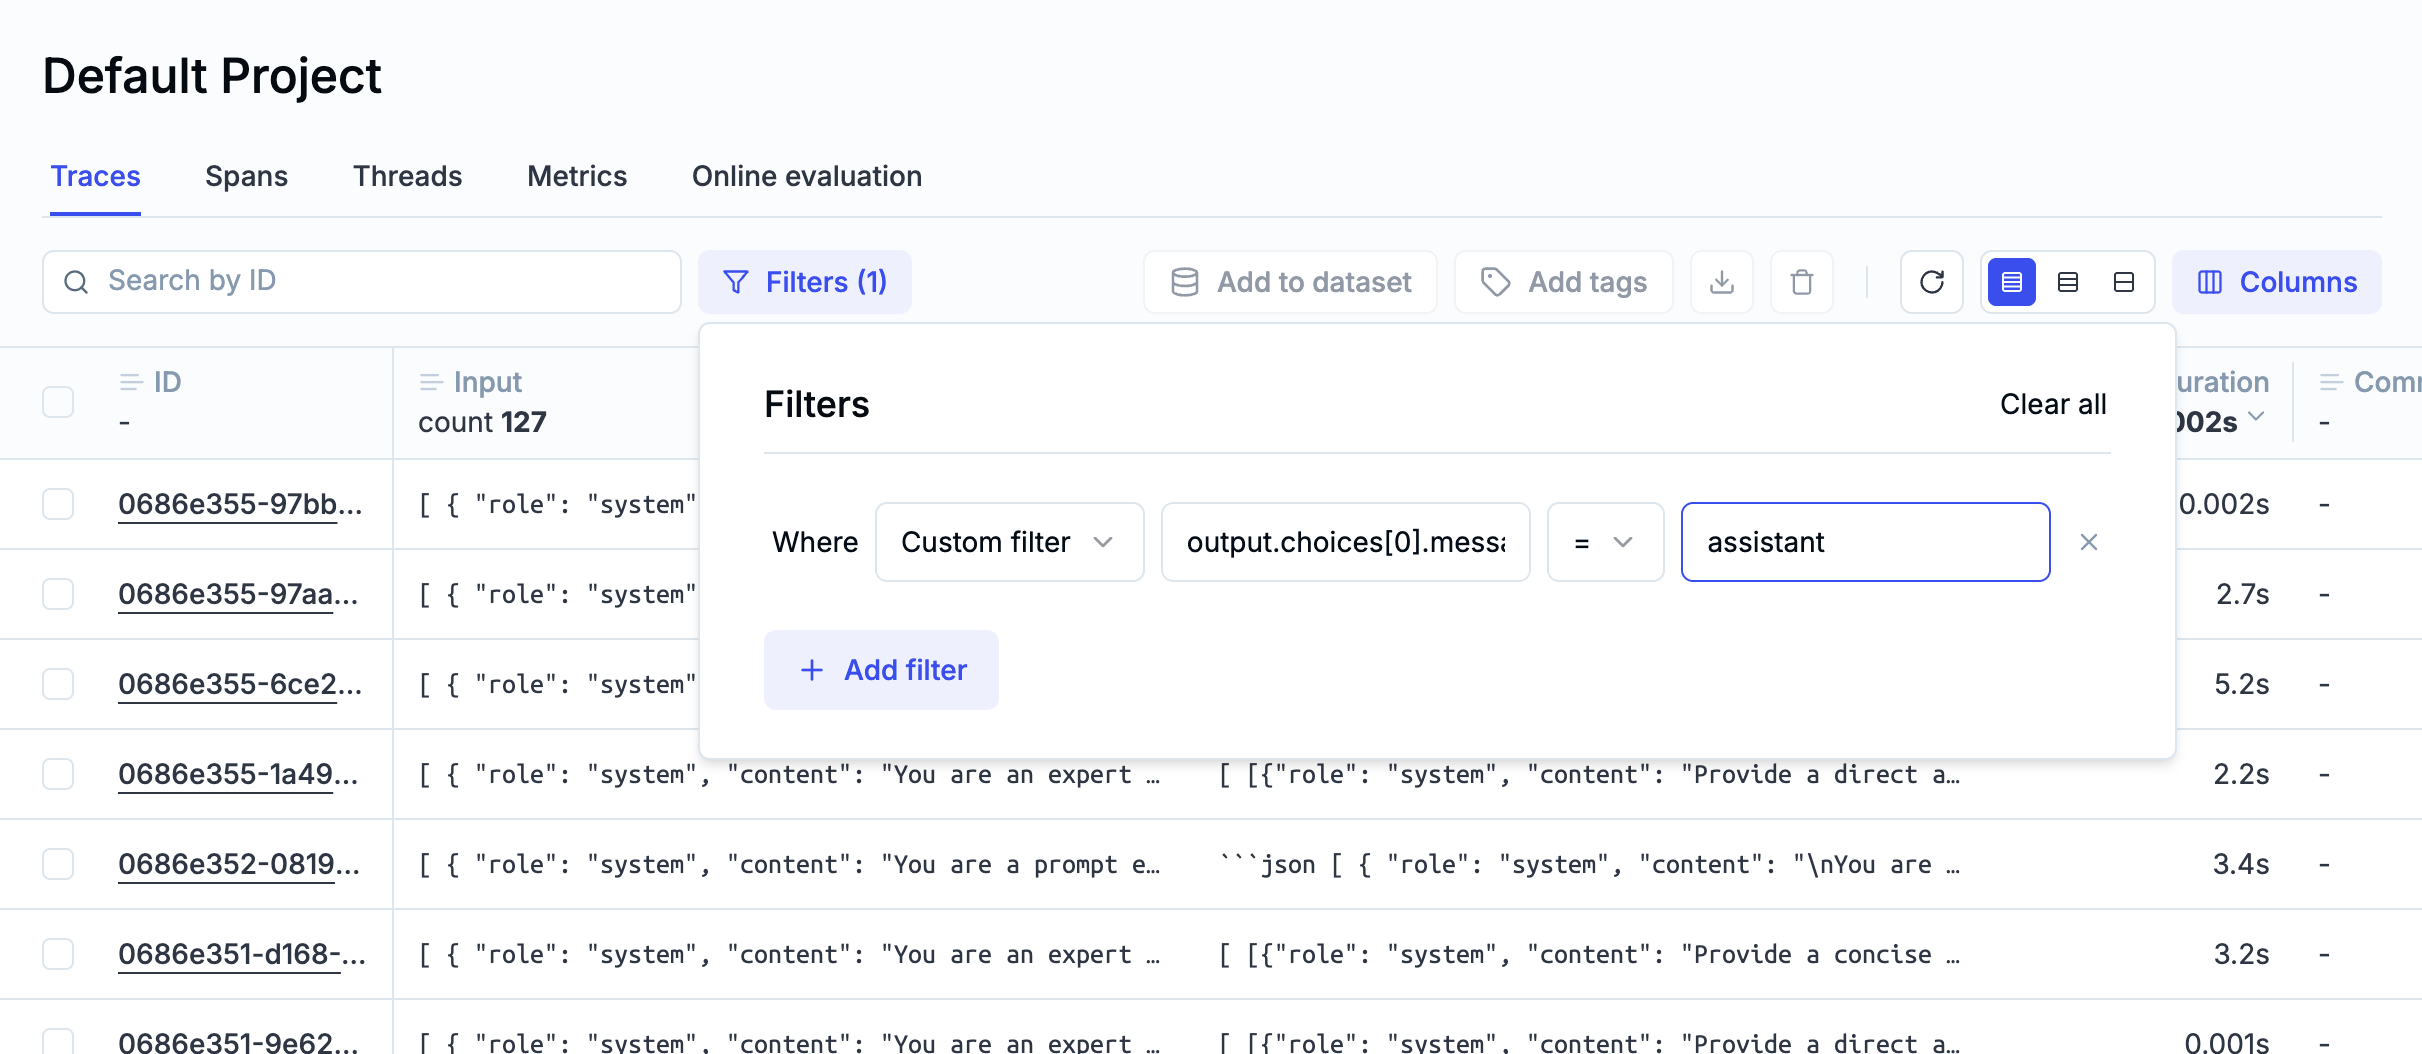 Default Project
Traces Spans Threads Metrics Online evaluation
Search by ID Filters (1) Add to dataset Add tags Columns
ID Input uration Comm
- count 127 002s -
Filters Clear all
Where Custom filter output.choices[0].messa = assistant
Add filter
0686e355-97bb... [ { "role": "system" 0.002s -
0686e355-97aa... [ { "role": "system" 2.7s -
0686e355-6ce2... [ { "role": "system" 5.2s -
0686e355-1a49... [ { "role": "system", "content": "You are an expert … [ [{"role": "system", "content": "Provide a direct a… 2.2s -
0686e352-0819... [ { "role": "system", "content": "You are a prompt e… ```json [ { "role": "system", "content": "\nYou are … 3.4s -
0686e351-d168-... [ { "role": "system", "content": "You are an expert … [ [{"role": "system", "content": "Provide a concise … 3.2s -
0686e351-9e62... [ { "role": "system", "content": "You are an expert … [ [{"role": "system", "content": "Provide a direct a… 0.001s -